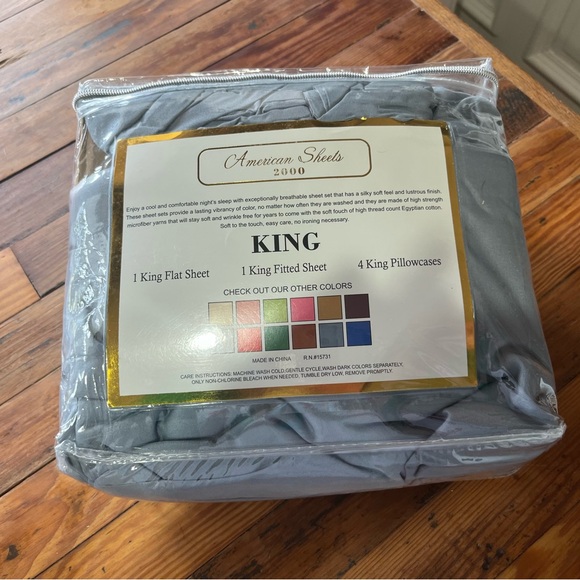 American Sheets
2000
Enjoy a cool and comfortable night's sleep with exceptionally breathable sheet set that has a silky soft feel and lustrous finish.
These sheet sets provide a lasting vibrancy of color, no matter how often they are washed and they are made of high strength
microfiber yarns that will stay soft and wrinkle free for years to come with the soft touch of high thread count Egyptian cotton.
Soft to the touch, easy care, no ironing necessary.
KING
1 King Flat Sheet 1 King Fitted Sheet 4 King Pillowcases
CHECK OUT OUR OTHER COLORS
MADE IN CHINA R.N.#15731
CARE INSTRUCTIONS: MACHINE WASH COLD,GENTLE CYCLE,WASH DARK COLORS SEPARATELY,
ONLY NON-CHLORINE BLEACH WHEN NEEDED, TUMBLE DRY LOW, REMOVE PROMPTLY.